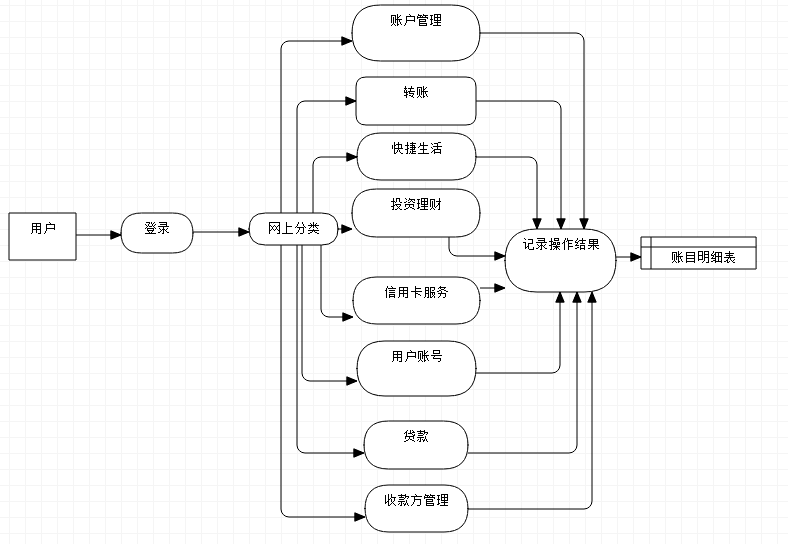 账户管理
转账
快捷生活
投资理财
用户
登录
网上分类
记录操作结果
账目明细表
信用卡服务
用户账号
贷款
收款方管理